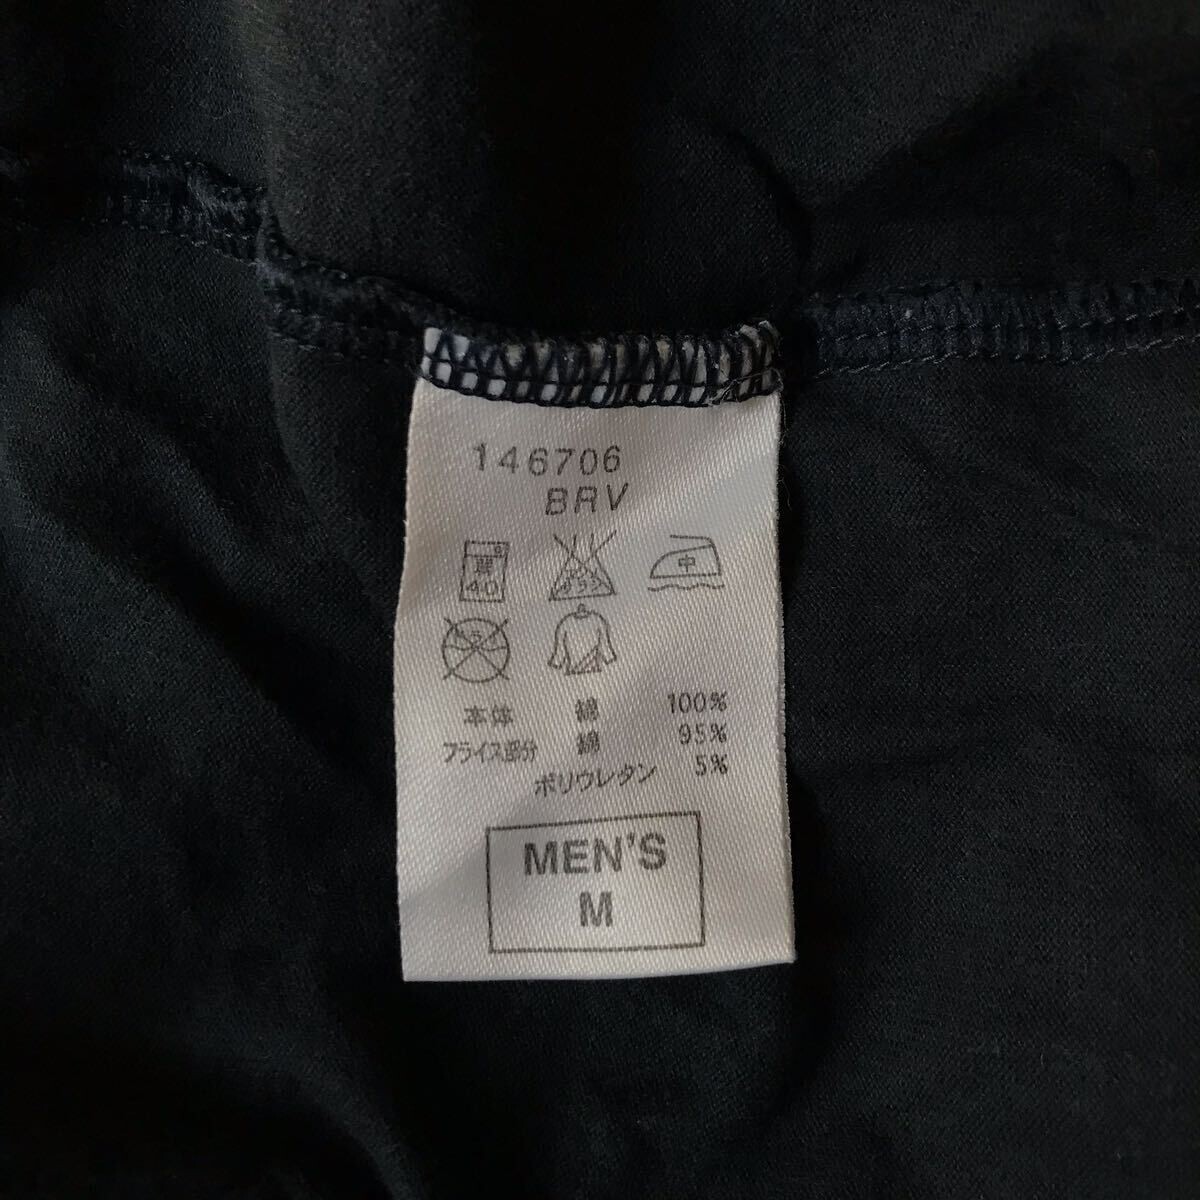 146706
BRV
40
中
本体 綿 100%
フライス部分 綿 95%
ポリウレタン 5%
MEN'S
M